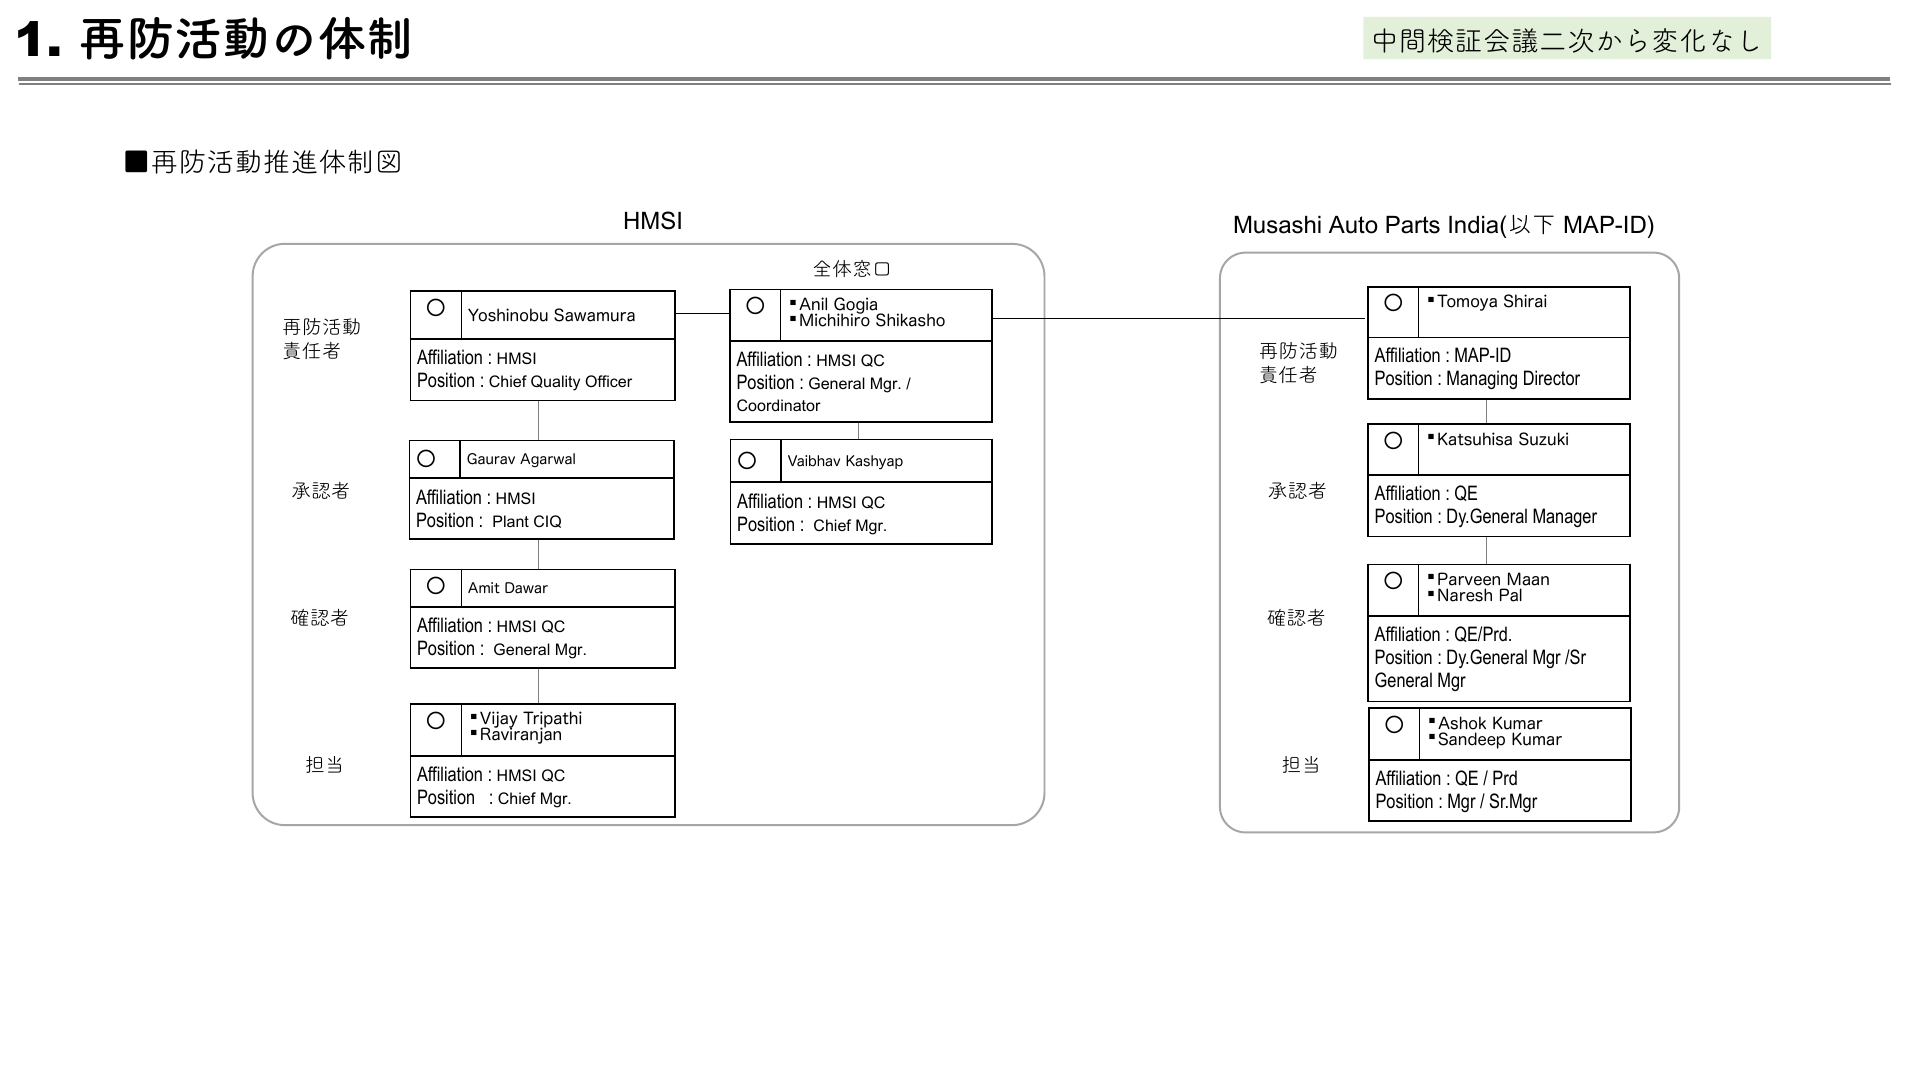 1. 再防活動の体制
中間検証会議二次から変化なし
■再防活動推進体制図
HMSI
全体窓口
再防活動
責任者
○
Yoshinobu Sawamura
Affiliation : HMSI
Position : Chief Quality Officer
○
▪Anil Gogia
▪Michihiro Shikasho
Affiliation : HMSI QC
Position : General Mgr. /
Coordinator
承認者
○
Gaurav Agarwal
Affiliation : HMSI
Position : Plant CIQ
○
Vaibhav Kashyap
Affiliation : HMSI QC
Position : Chief Mgr.
確認者
○
Amit Dawar
Affiliation : HMSI QC
Position : General Mgr.
担当
○
▪Vijay Tripathi
▪Raviranjan
Affiliation : HMSI QC
Position : Chief Mgr.
Musashi Auto Parts India(以下 MAP-ID)
再防活動
責任者
○
▪Tomoya Shirai
Affiliation : MAP-ID
Position : Managing Director
承認者
○
▪Katsuhisa Suzuki
Affiliation : QE
Position : Dy.General Manager
確認者
○
▪Parveen Maan
▪Naresh Pal
Affiliation : QE/Prd.
Position : Dy.General Mgr /Sr
General Mgr
担当
○
▪Ashok Kumar
▪Sandeep Kumar
Affiliation : QE / Prd
Position : Mgr / Sr.Mgr